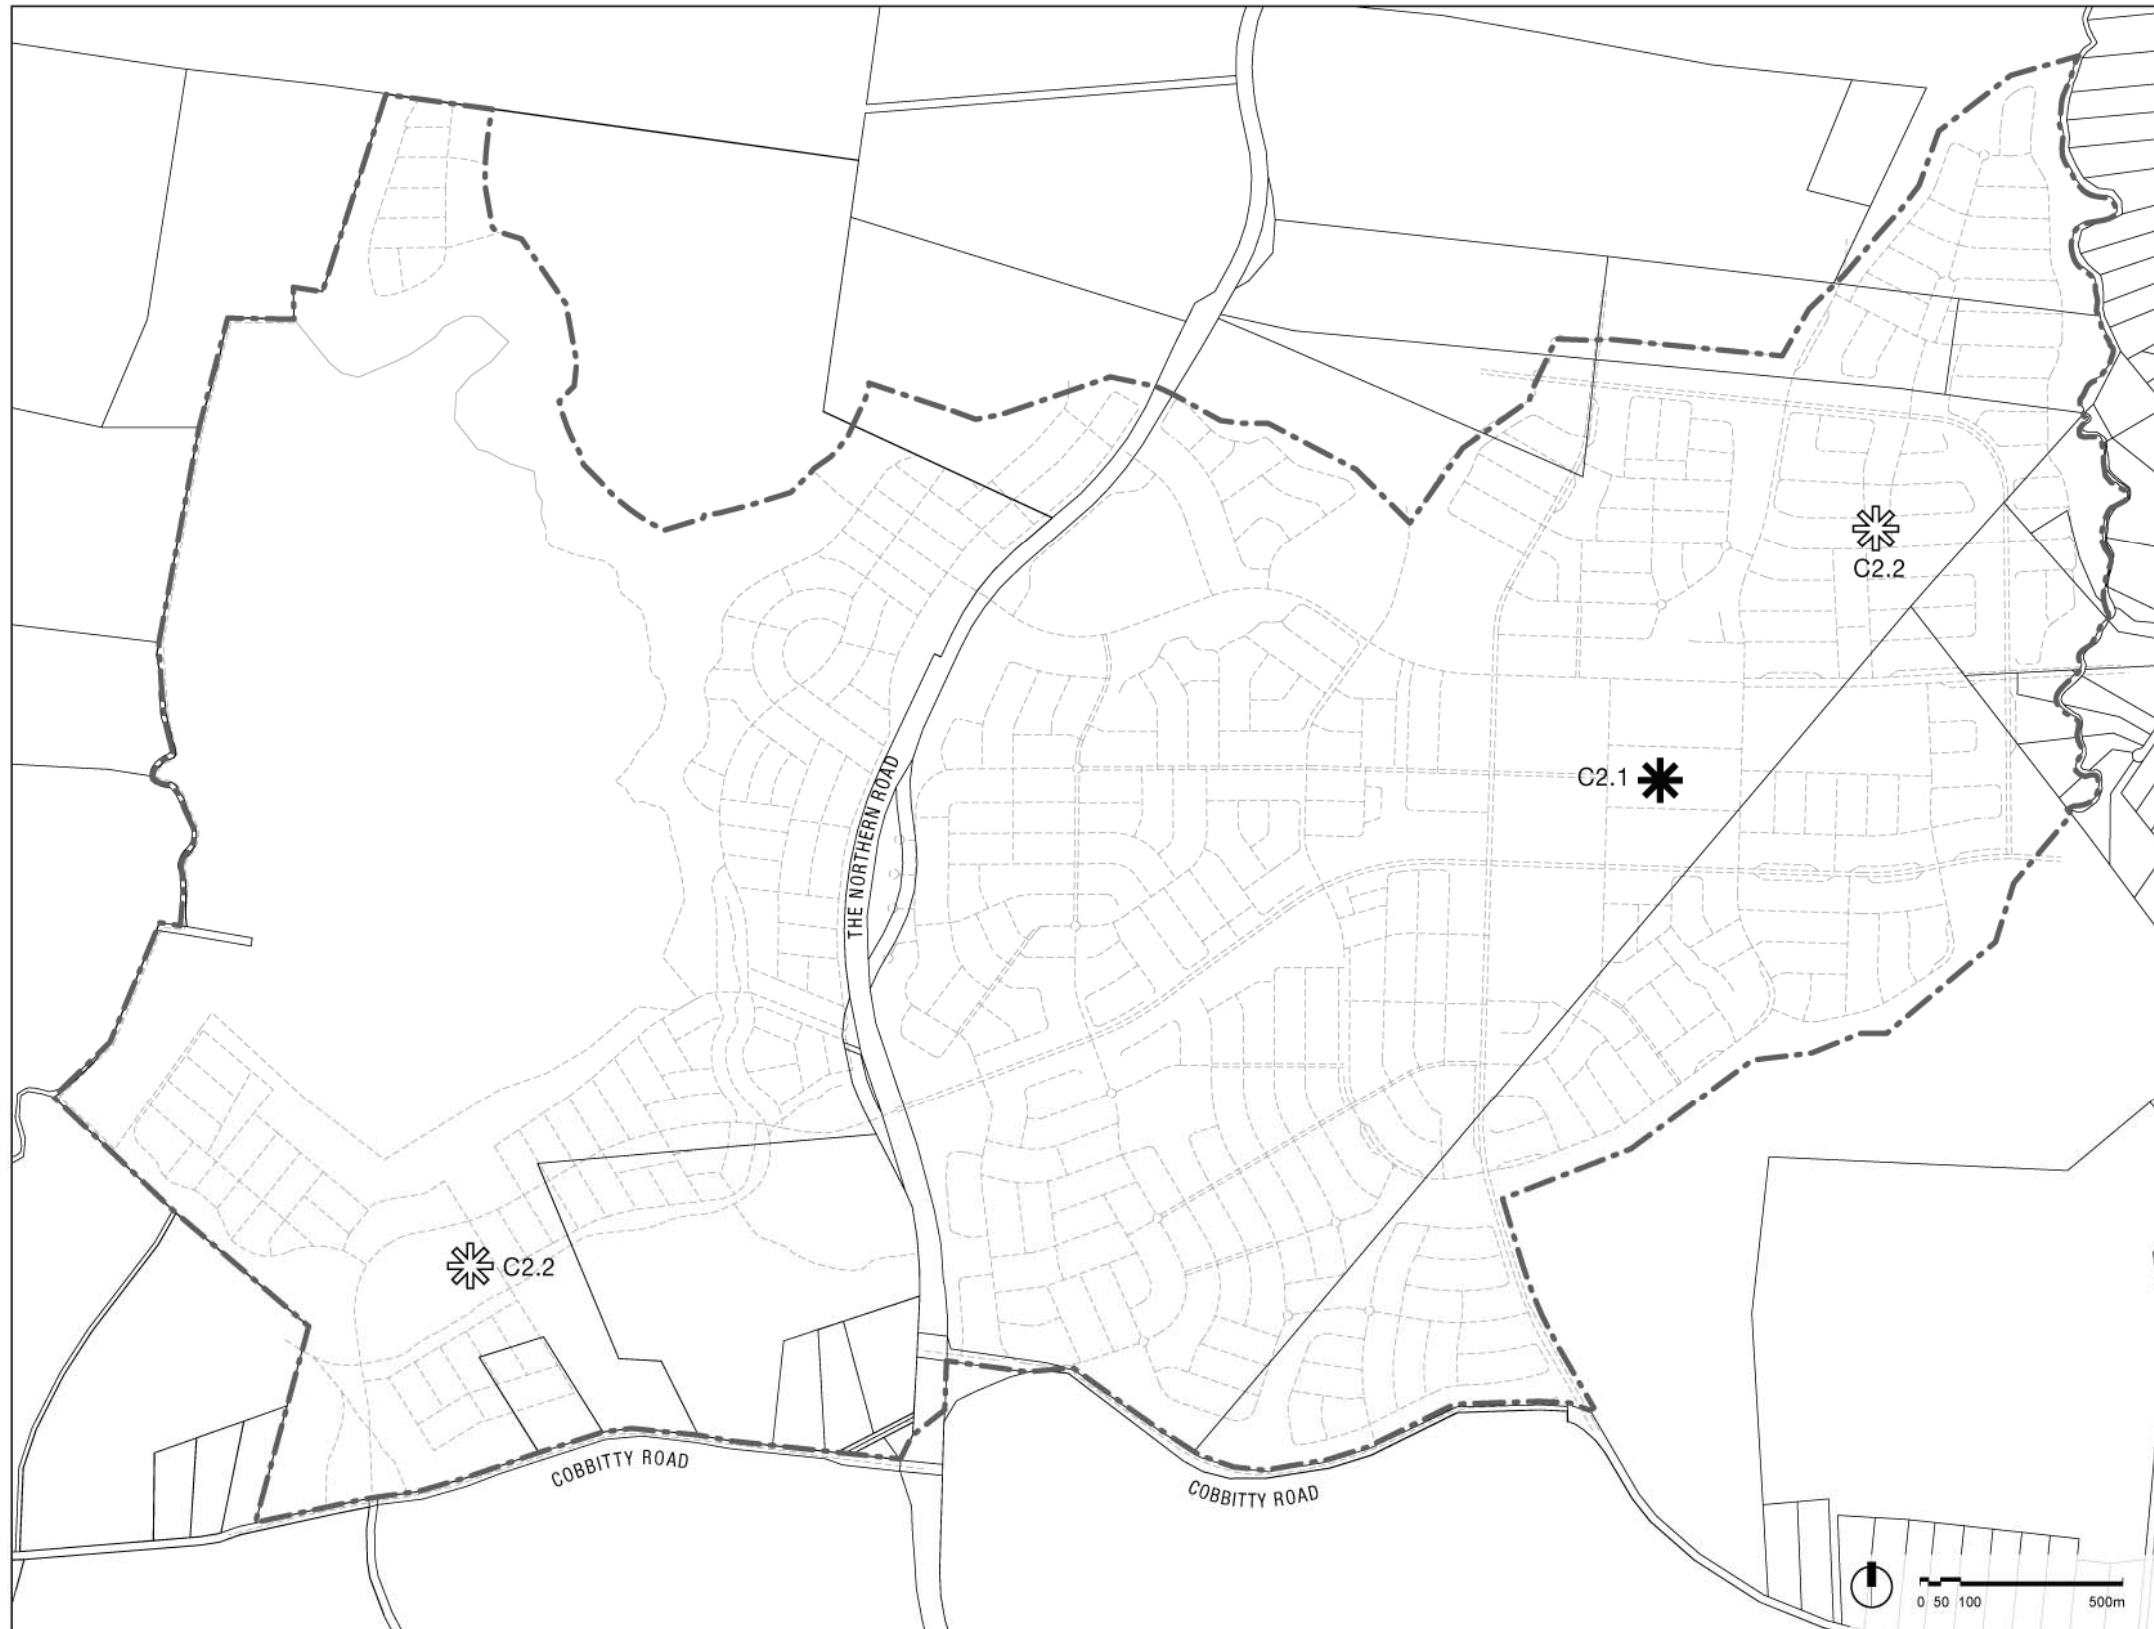 C2.2
C2.1
THE NORTHERN ROAD
C2.2
COBBITTY ROAD
COBBITTY ROAD
0 50 100 500m